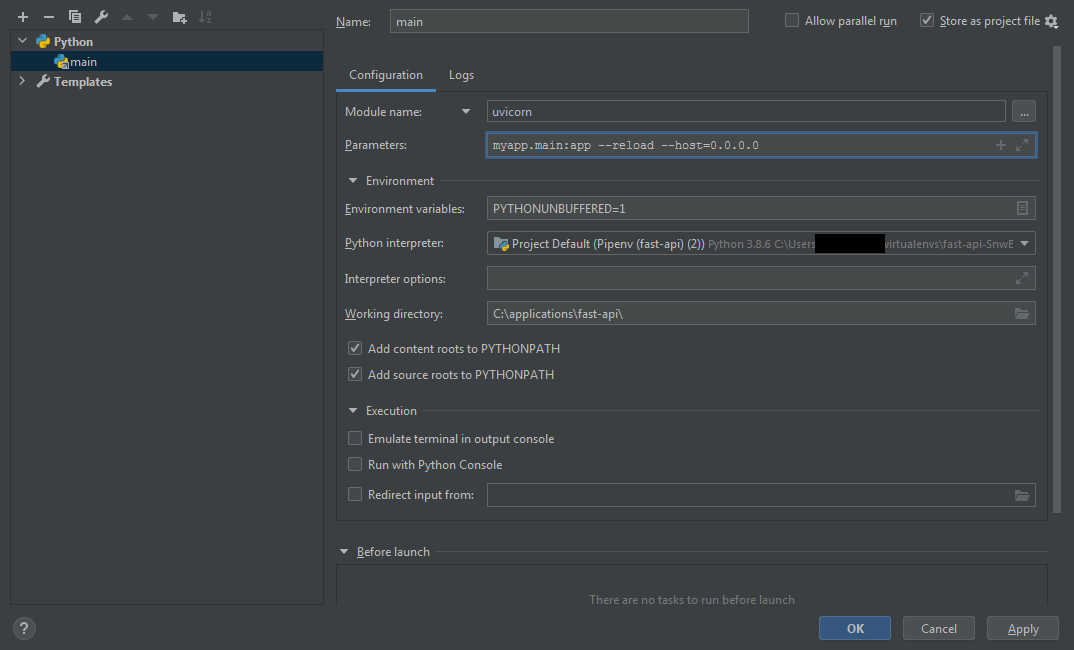 Name: main Allow parallel run Store as project file
Python
main
Templates
Configuration Logs
Module name: uvicorn ...
Parameters: myapp.main:app --reload --host=0.0.0.0
Environment
Environment variables: PYTHONUNBUFFERED=1
Python interpreter: Project Default (Pipenv (fast-api) (2)) Python 3.8.6 C:\Users virtualenvs\fast-api-SnwE
Interpreter options:
Working directory: C:\applications\fast-api\
Add content roots to PYTHONPATH
Add source roots to PYTHONPATH
Execution
Emulate terminal in output console
Run with Python Console
Redirect input from:
Before launch
There are no tasks to run before launch
? OK Cancel Apply